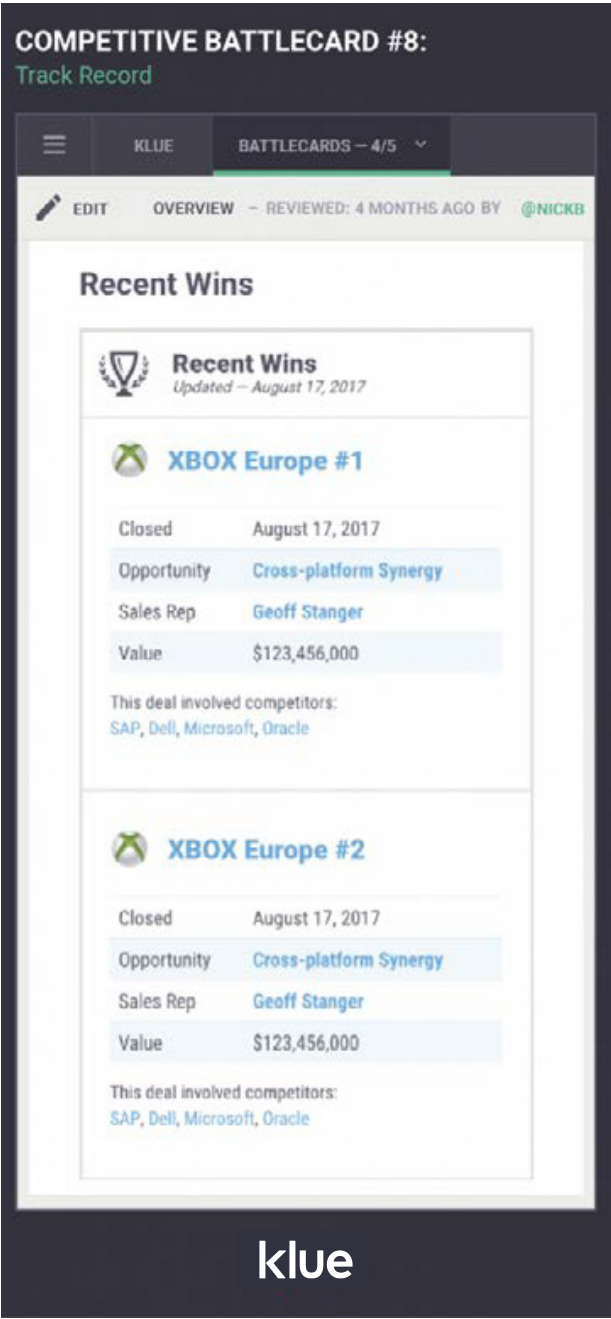 COMPETITIVE BATTLECARD #8:
Track Record
KLUE BATTLECARDS – 4/5
EDIT OVERVIEW – REVIEWED: 4 MONTHS AGO BY @NICKB
Recent Wins
Recent Wins
Updated – August 17, 2017
XBOX Europe #1
Closed August 17, 2017
Opportunity Cross-platform Synergy
Sales Rep Geoff Stanger
Value $123,456,000
This deal involved competitors:
SAP, Dell, Microsoft, Oracle
XBOX Europe #2
Closed August 17, 2017
Opportunity Cross-platform Synergy
Sales Rep Geoff Stanger
Value $123,456,000
This deal involved competitors:
SAP, Dell, Microsoft, Oracle
klue